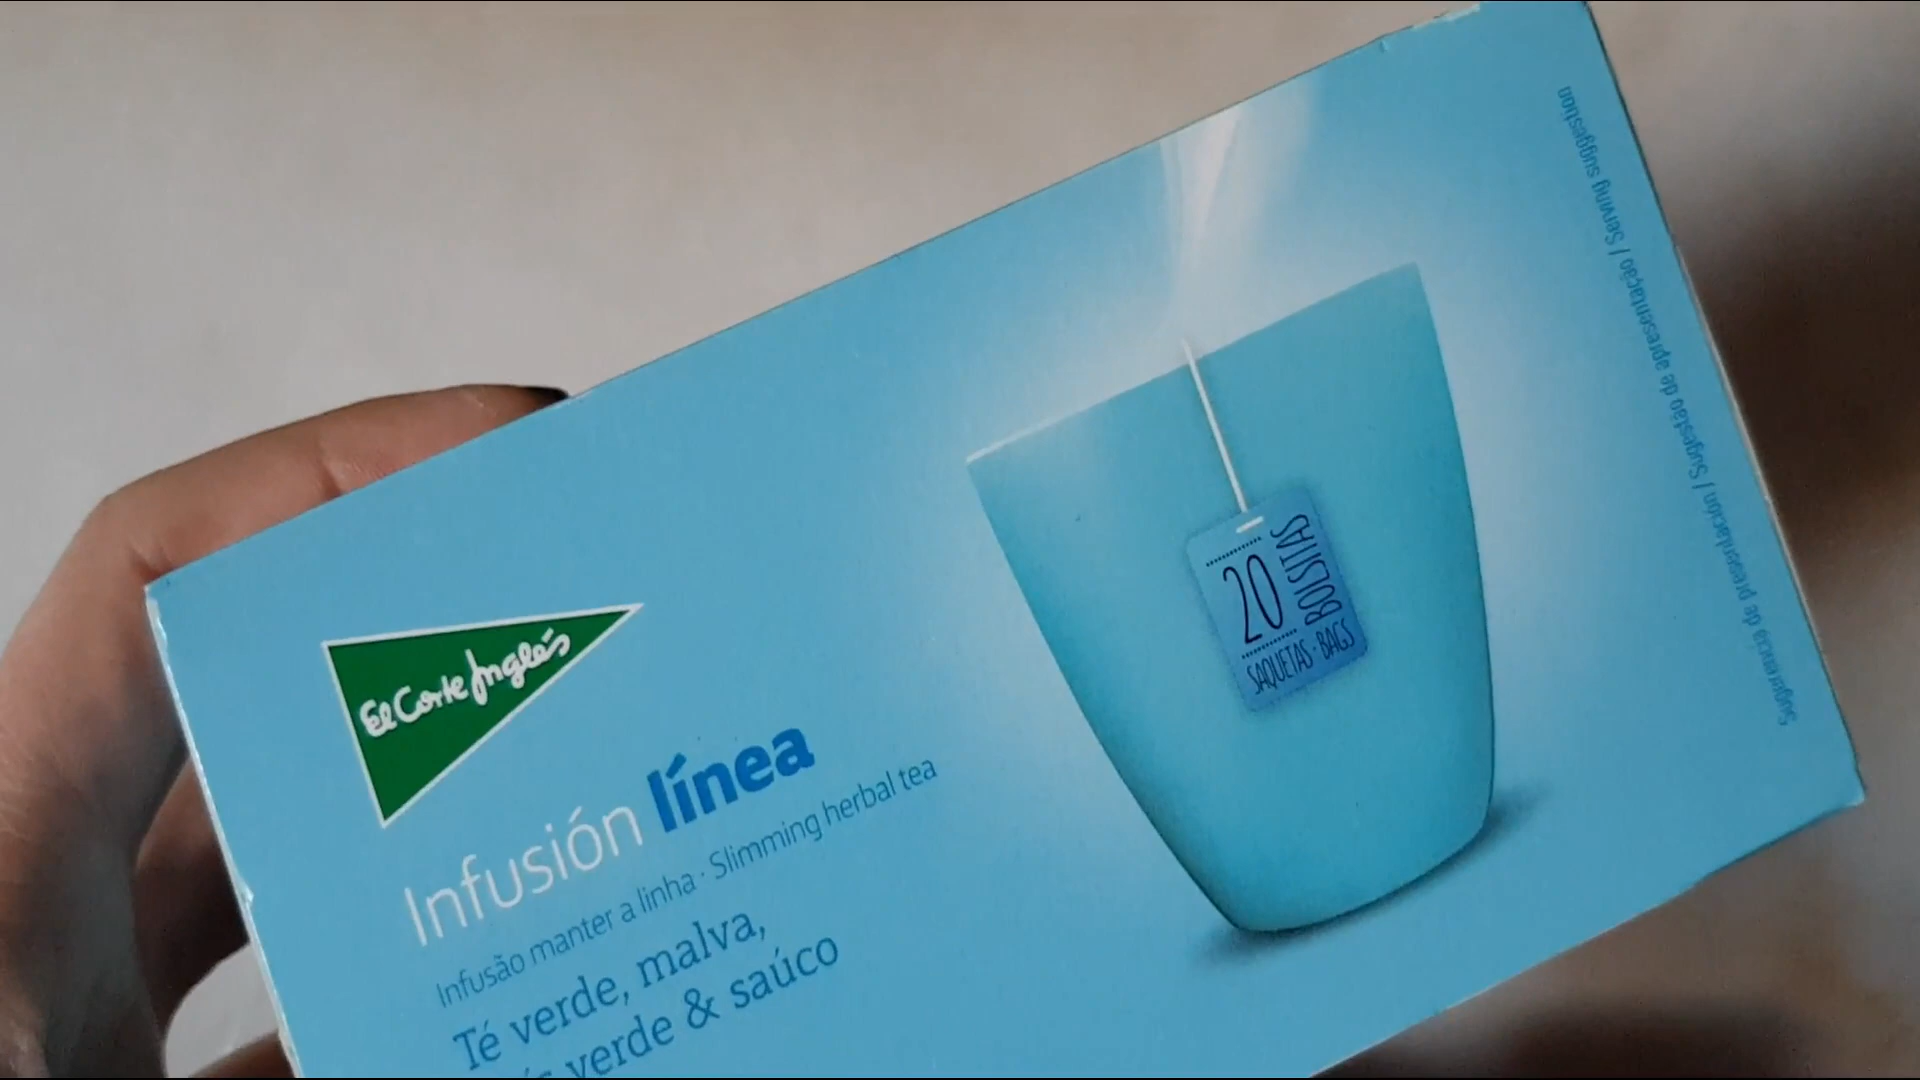 El Corte Inglés
Infusión línea
Infusão manter a linha · Slimming herbal tea
Té verde, malva,
verde & saúco
20
BOLSITAS
SAQUETAS · BAGS
Sugerencia de presentación / Sugestão de apresentação / Serving suggestion